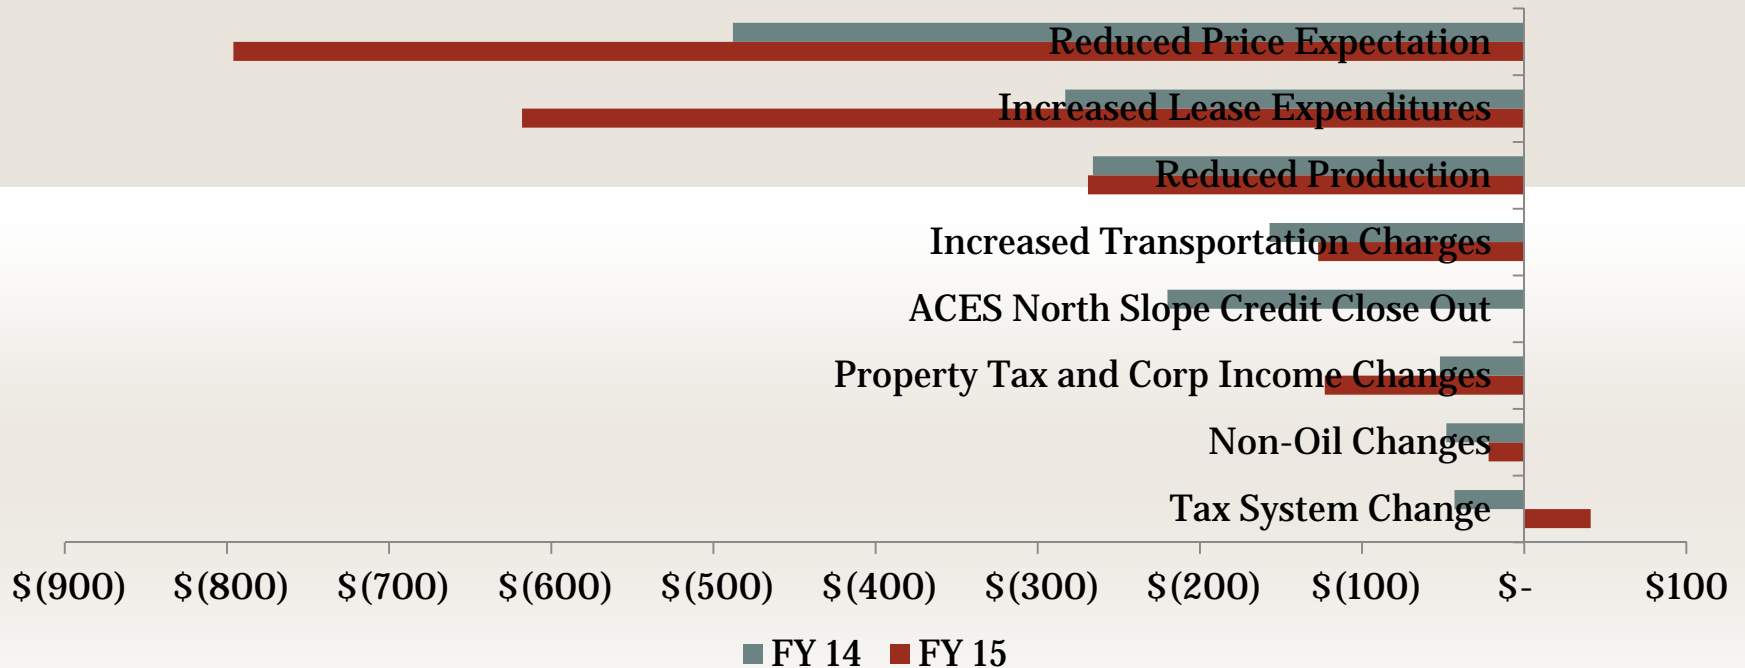 Reduced Price Expectation
Increased Lease Expenditures
Reduced Production
Increased Transportation Charges
ACES North Slope Credit Close Out
Property Tax and Corp Income Changes
Non-Oil Changes
Tax System Change
$(900) $(800) $(700) $(600) $(500) $(400) $(300) $(200) $(100) $- $100
FY 14 FY 15